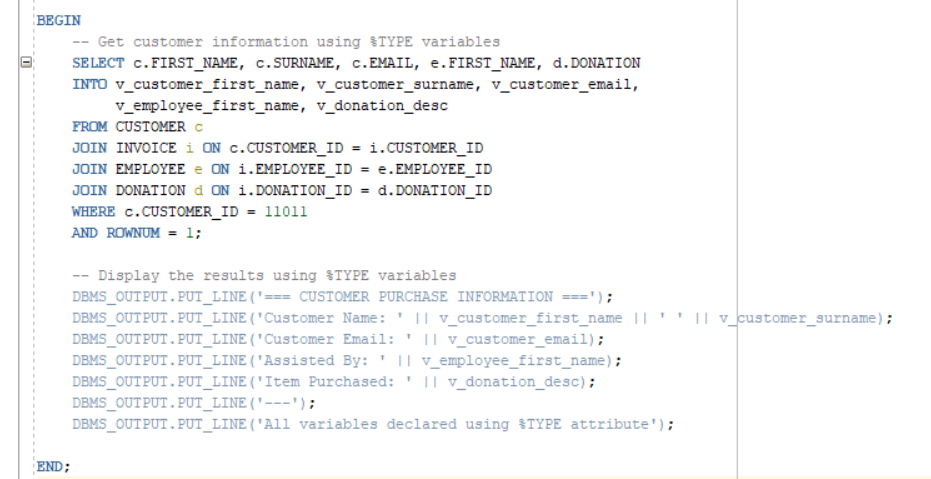 BEGIN
-- Get customer information using %TYPE variables
SELECT c.FIRST_NAME, c.SURNAME, c.EMAIL, e.FIRST_NAME, d.DONATION
INTO v_customer_first_name, v_customer_surname, v_customer_email,
v_employee_first_name, v_donation_desc
FROM CUSTOMER c
JOIN INVOICE i ON c.CUSTOMER_ID = i.CUSTOMER_ID
JOIN EMPLOYEE e ON i.EMPLOYEE_ID = e.EMPLOYEE_ID
JOIN DONATION d ON i.DONATION_ID = d.DONATION_ID
WHERE c.CUSTOMER_ID = 11011
AND ROWNUM = 1;
-- Display the results using %TYPE variables
DBMS_OUTPUT.PUT_LINE('=== CUSTOMER PURCHASE INFORMATION ===');
DBMS_OUTPUT.PUT_LINE('Customer Name: ' || v_customer_first_name || ' ' || v_customer_surname);
DBMS_OUTPUT.PUT_LINE('Customer Email: ' || v_customer_email);
DBMS_OUTPUT.PUT_LINE('Assisted By: ' || v_employee_first_name);
DBMS_OUTPUT.PUT_LINE('Item Purchased: ' || v_donation_desc);
DBMS_OUTPUT.PUT_LINE('---');
DBMS_OUTPUT.PUT_LINE('All variables declared using %TYPE attribute');
END;